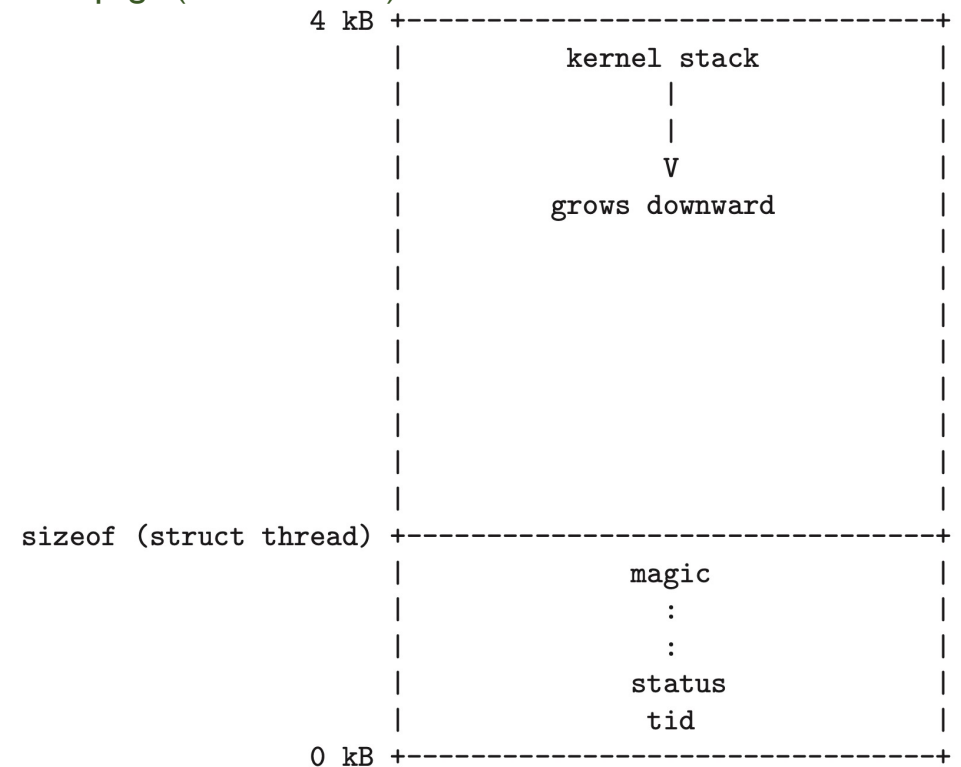 4 kB +---------------------------------+
| kernel stack |
| | |
| | |
| V |
| grows downward |
| |
| |
| |
| |
| |
| |
| |
| |
sizeof (struct thread) +---------------------------------+
| magic |
| : |
| : |
| status |
| tid |
0 kB +---------------------------------+